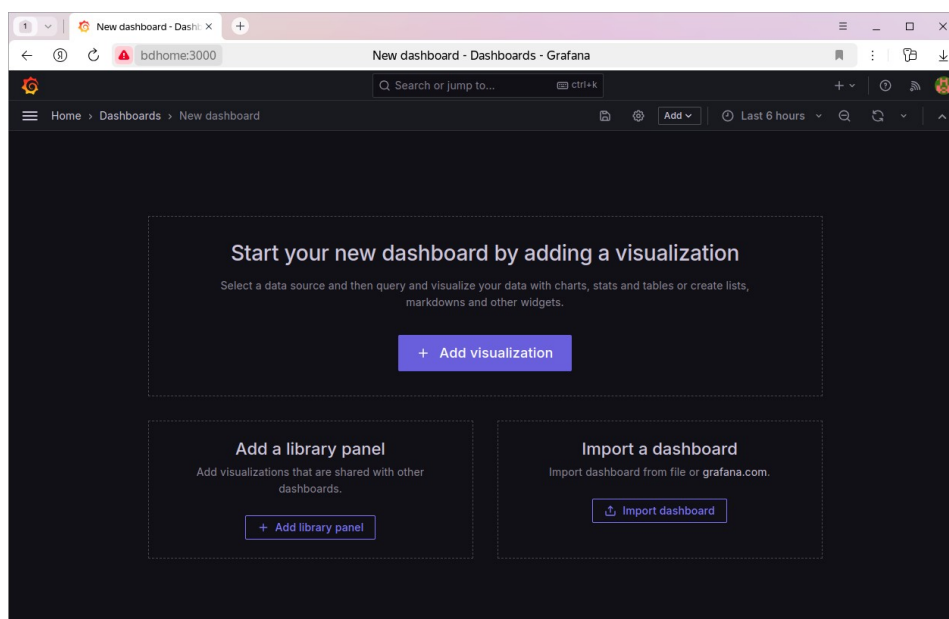 1
New dashboard - Dashb
bdhome:3000
New dashboard - Dashboards - Grafana
Search or jump to...
ctrl+k
Home › Dashboards › New dashboard
Add
Last 6 hours
Start your new dashboard by adding a visualization
Select a data source and then query and visualize your data with charts, stats and tables or create lists,
markdowns and other widgets.
+ Add visualization
Add a library panel
Add visualizations that are shared with other
dashboards.
+ Add library panel
Import a dashboard
Import dashboard from file or grafana.com.
Import dashboard